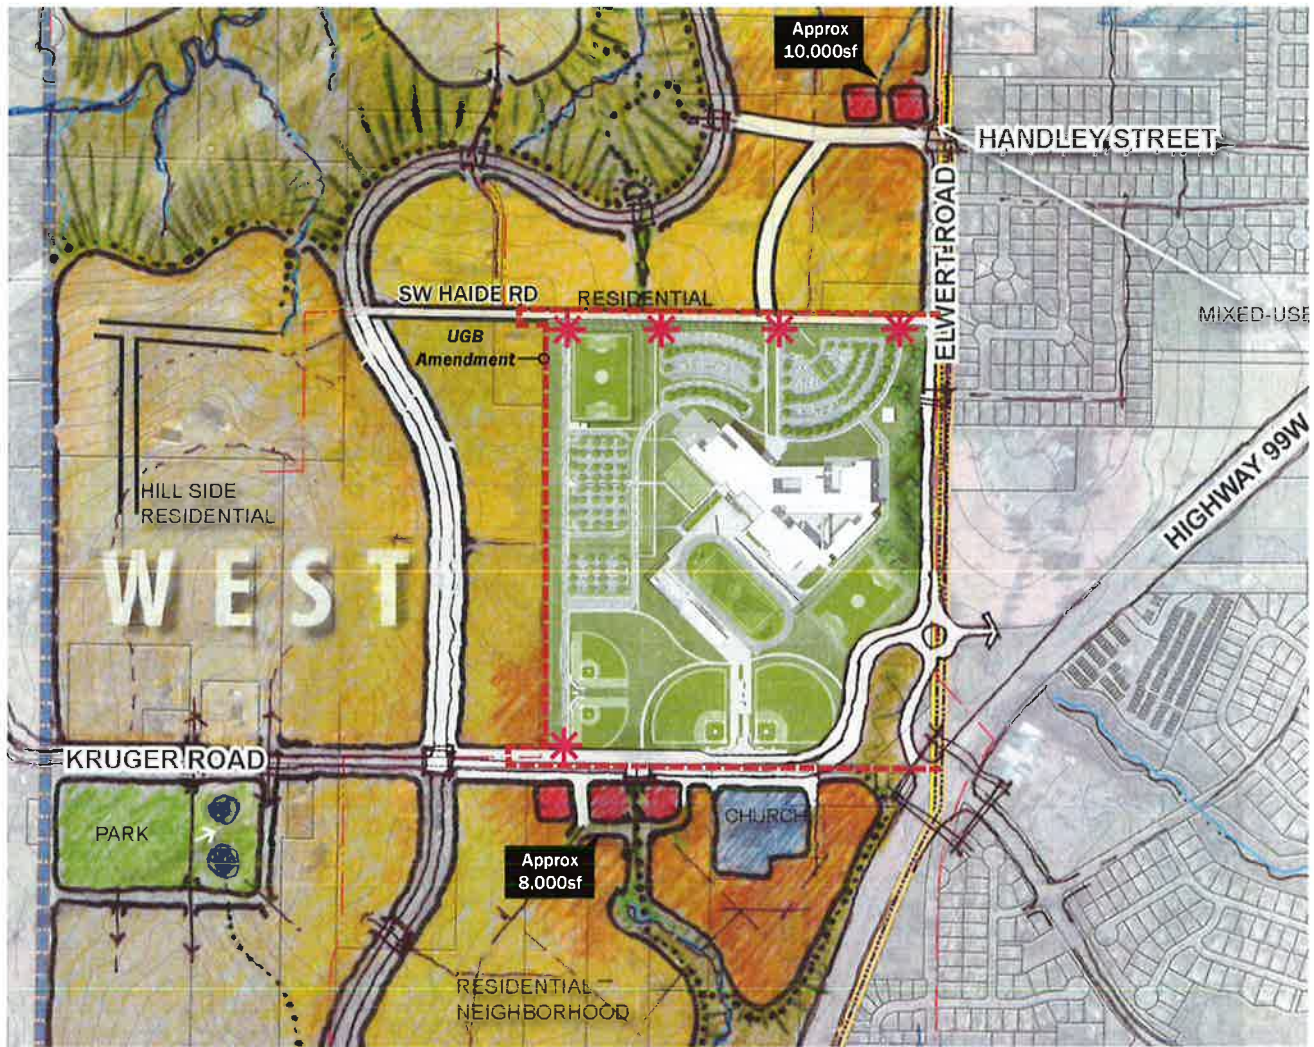 Approx
10,000sf
HANDLEY STREET
ELWERT ROAD
SW HAIDE RD
RESIDENTIAL
MIXED-USE
UGB
Amendment
HIGHWAY 99W
HILL SIDE
RESIDENTIAL
WEST
KRUGER ROAD
PARK
CHURCH
Approx
8,000sf
RESIDENTIAL
NEIGHBORHOOD